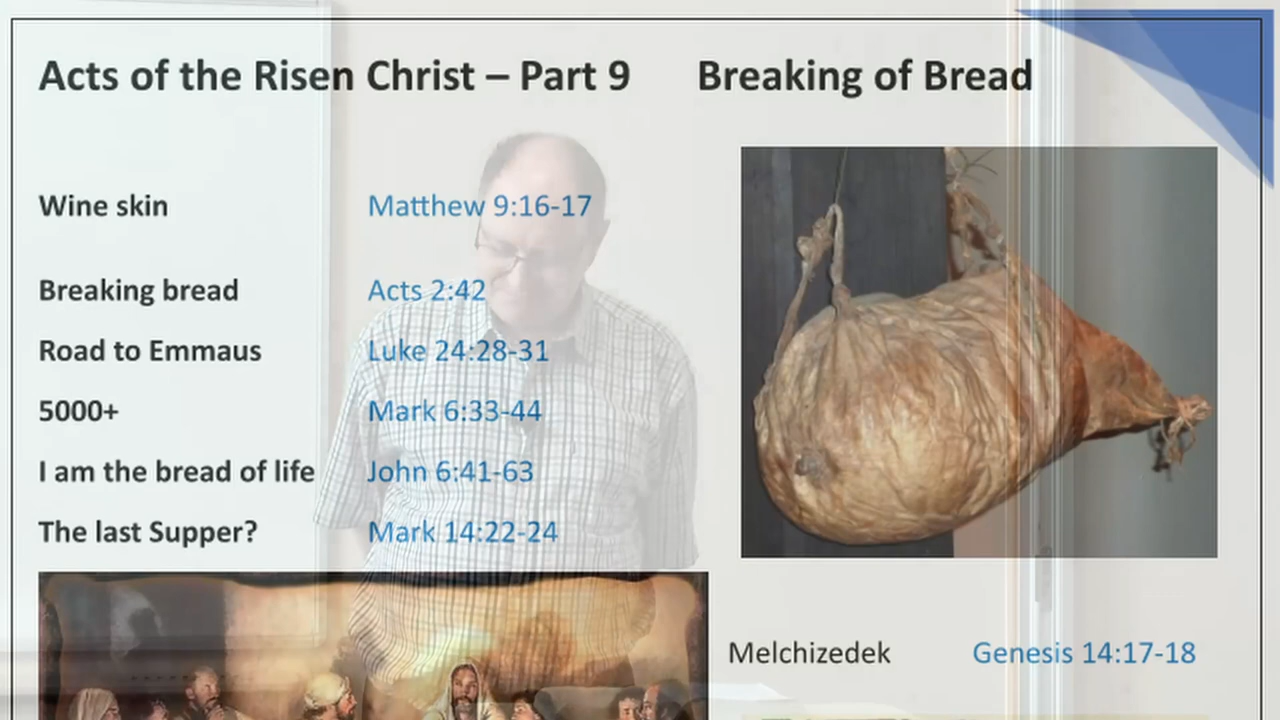 Acts of the Risen Christ – Part 9 Breaking of Bread
Wine skin Matthew 9:16-17
Breaking bread Acts 2:42
Road to Emmaus Luke 24:28-31
5000+ Mark 6:33-44
I am the bread of life John 6:41-63
The last Supper? Mark 14:22-24
Melchizedek Genesis 14:17-18